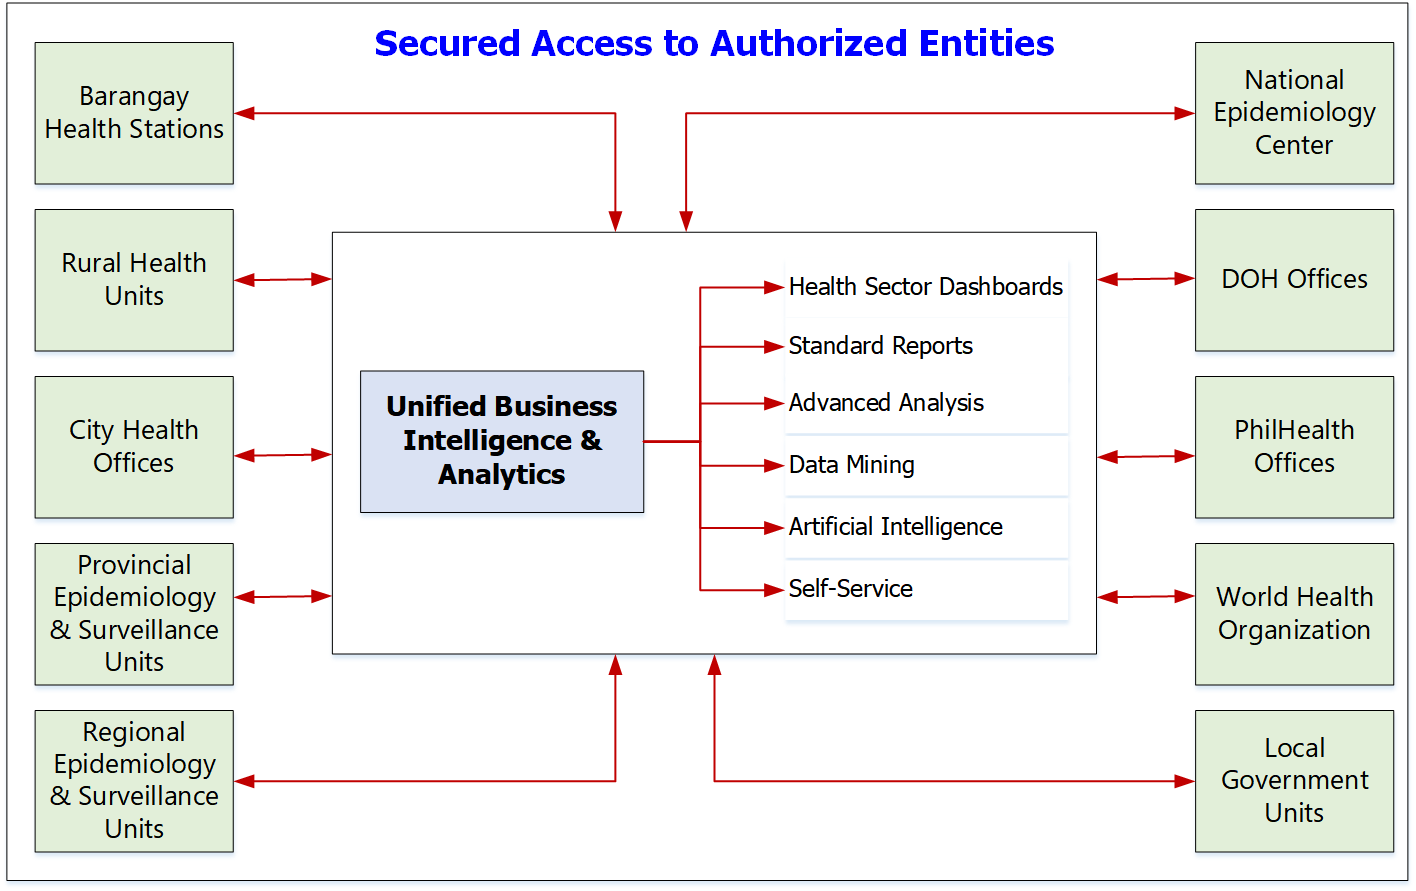 Secured Access to Authorized Entities
Barangay
Health Stations
Rural Health
Units
City Health
Offices
Provincial
Epidemiology
& Surveillance
Units
Regional
Epidemiology
& Surveillance
Units
Unified Business
Intelligence &
Analytics
Health Sector Dashboards
Standard Reports
Advanced Analysis
Data Mining
Artificial Intelligence
Self-Service
National
Epidemiology
Center
DOH Offices
PhilHealth
Offices
World Health
Organization
Local
Government
Units